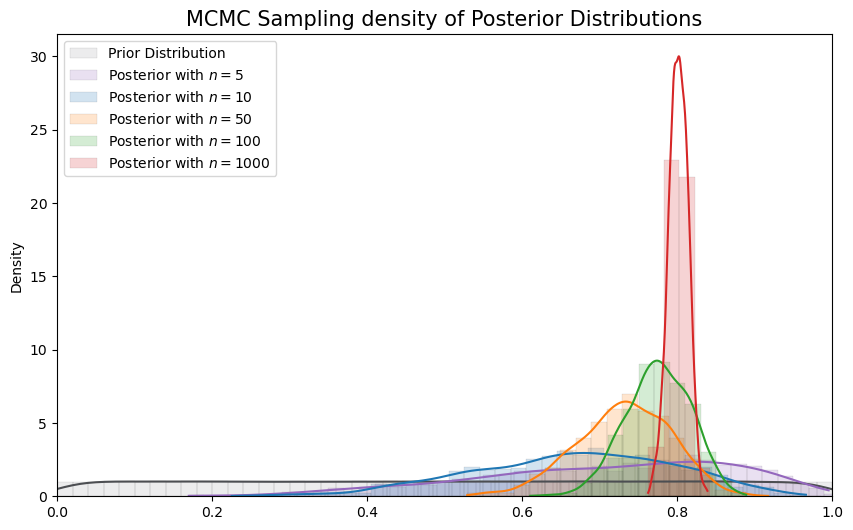 MCMC Sampling density of Posterior Distributions
Prior Distribution
Posterior with n = 5
Posterior with n = 10
Posterior with n = 50
Posterior with n = 100
Posterior with n = 1000
Density
30
25
20
15
10
5
0
0.0 0.2 0.4 0.6 0.8 1.0